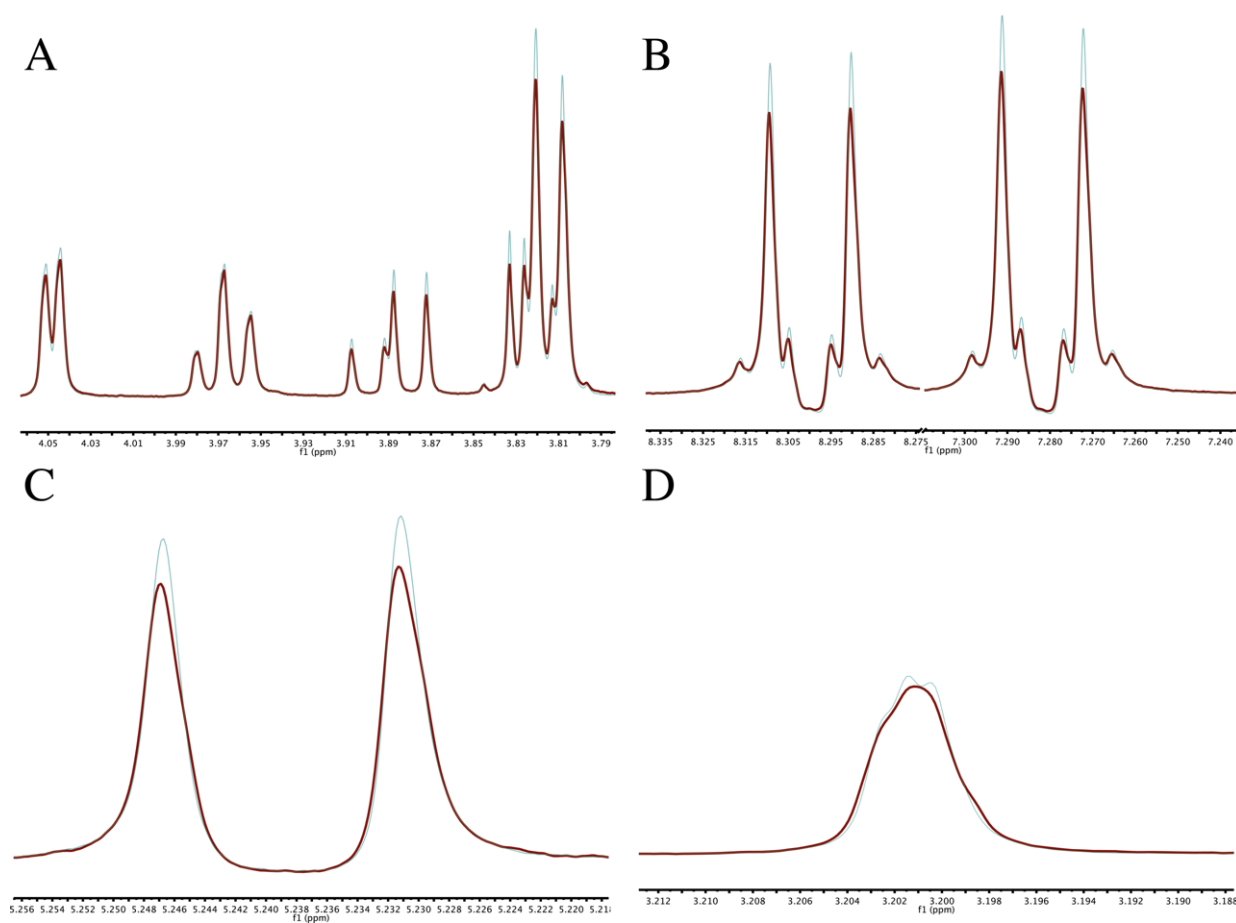 A
B
4.05 4.03 4.01 3.99 3.97 3.95 3.93 3.91 3.89 3.87 3.85 3.83 3.81 3.79
f1 (ppm)
8.335 8.325 8.315 8.305 8.295 8.285 8.275 7.300 7.290 7.280 7.270 7.260 7.250 7.240
f1 (ppm)
C
D
5.256 5.254 5.252 5.250 5.248 5.246 5.244 5.242 5.240 5.238 5.236 5.234 5.232 5.230 5.228 5.226 5.224 5.222 5.220
f1 (ppm)
3.212 3.210 3.208 3.206 3.204 3.202 3.200 3.198 3.196 3.194 3.192 3.190 3.188
f1 (ppm)